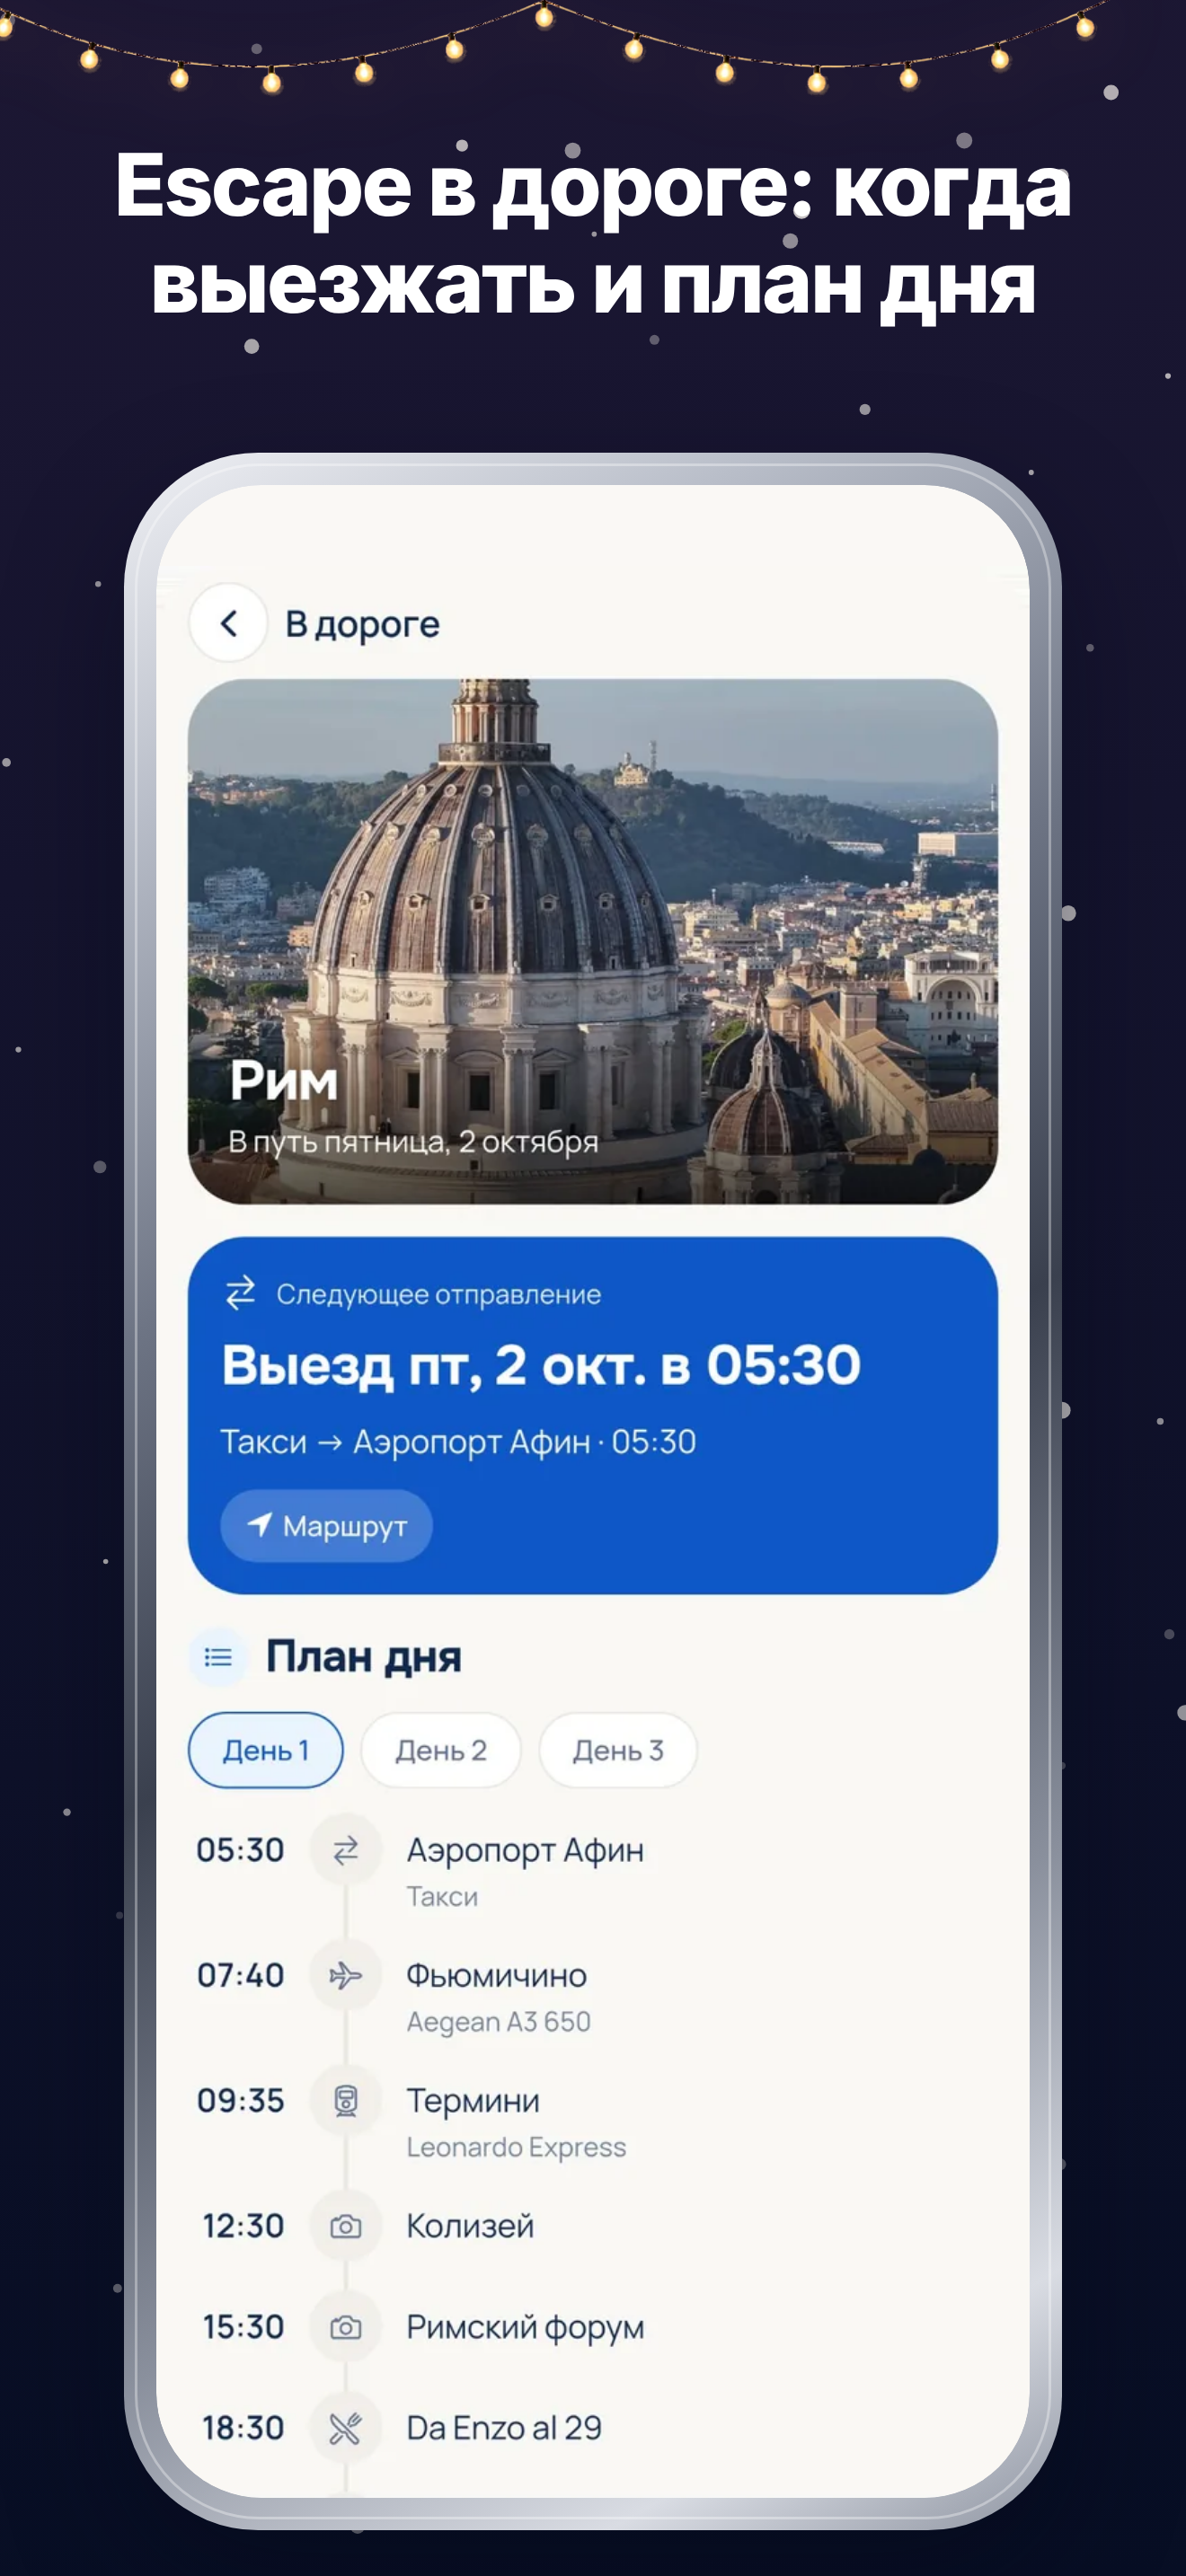 Escape в дороге: когда
выезжать и план дня
В дороге
Рим
В путь пятница, 2 октября
Следующее отправление
Выезд пт, 2 окт. в 05:30
Такси → Аэропорт Афин · 05:30
Маршрут
План дня
День 1 День 2 День 3
05:30 Аэропорт Афин
Такси
07:40 Фьюмичино
Aegean A3 650
09:35 Термини
Leonardo Express
12:30 Колизей
15:30 Римский форум
18:30 Da Enzo al 29